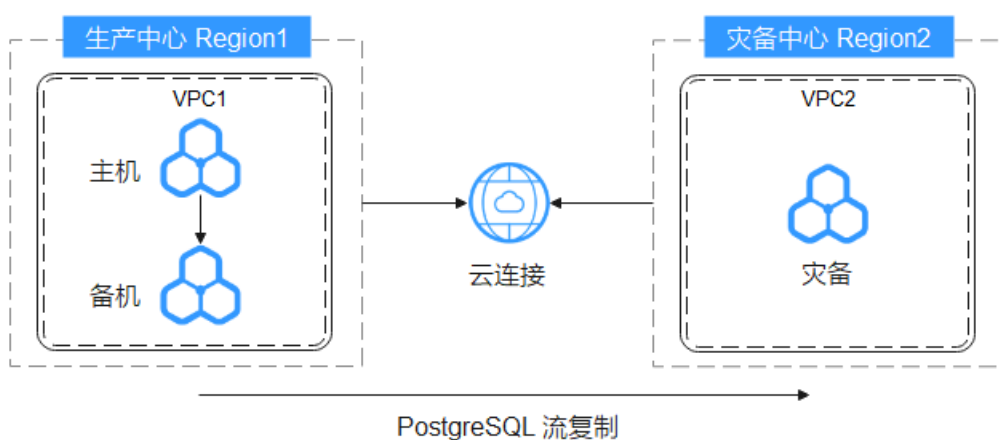 生产中心 Region1
灾备中心 Region2
VPC1
VPC2
主机
备机
云连接
灾备
PostgreSQL 流复制